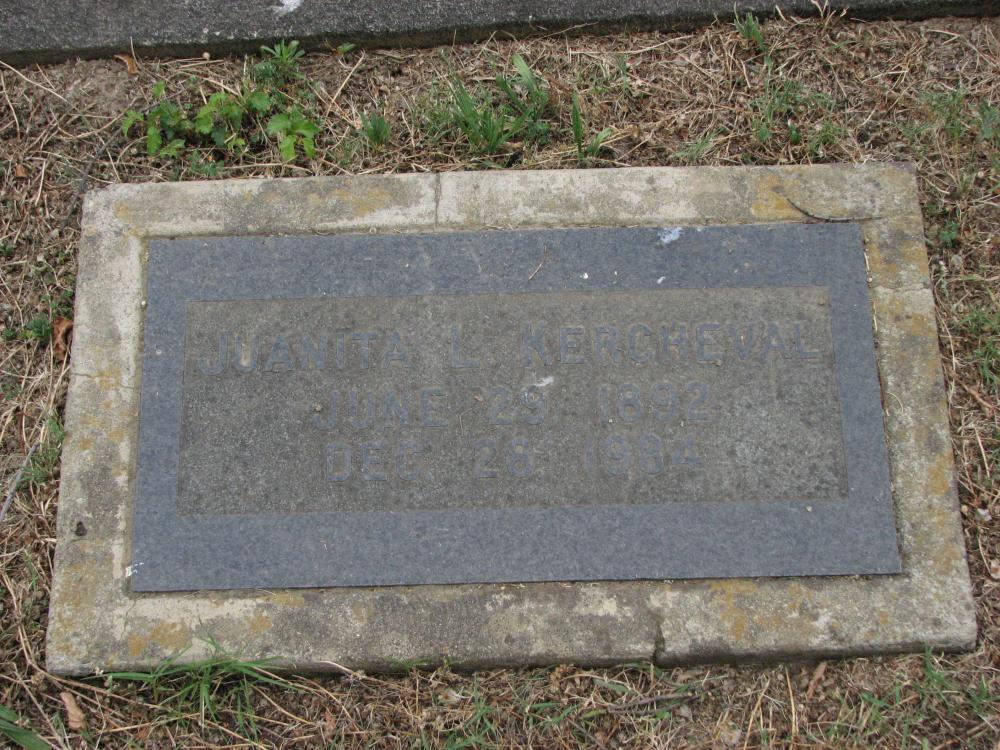 JUANITA L. KERCHEVAL
JUNE 29 1892
DEC. 28 1984